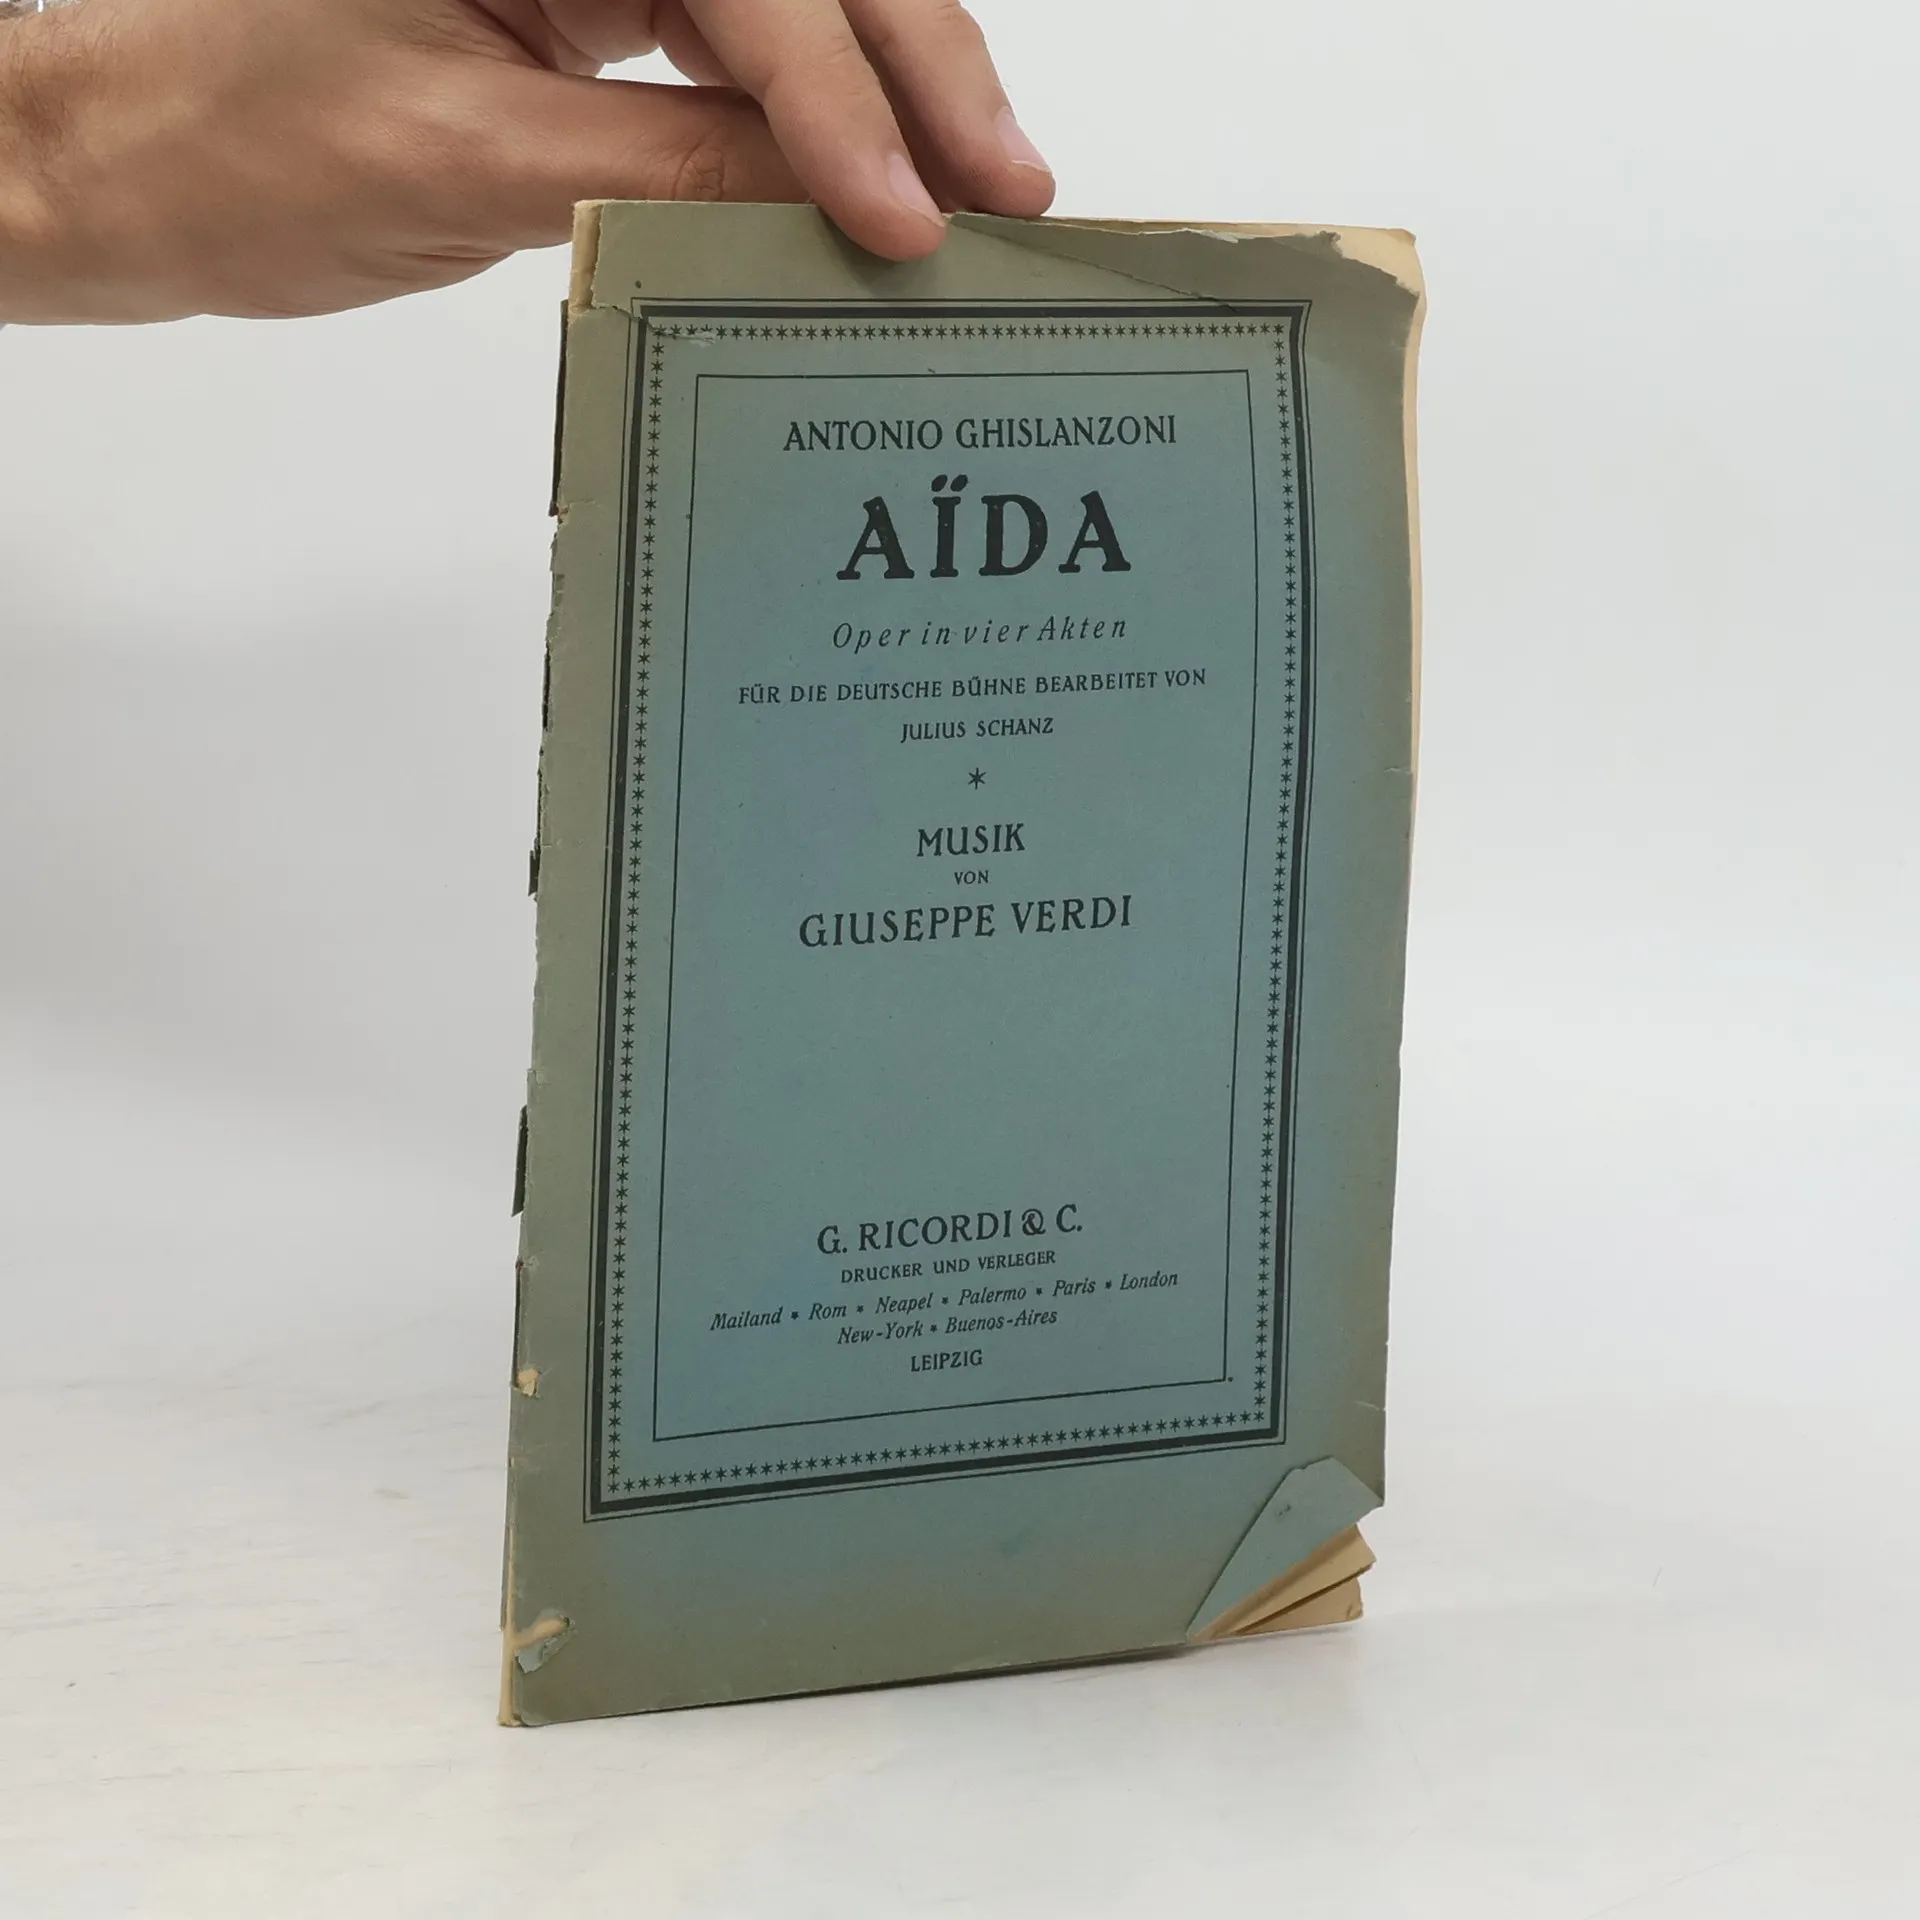 ANTONIO GHISLANZONI
AÏDA
Oper in vier Akten
FÜR DIE DEUTSCHE BÜHNE BEARBEITET VON
JULIUS SCHANZ
*
MUSIK
VON
GIUSEPPE VERDI
G. RICORDI & C.
DRUCKER UND VERLEGER
Mailand * Rom * Neapel * Palermo * Paris * London
New-York * Buenos-Aires
LEIPZIG